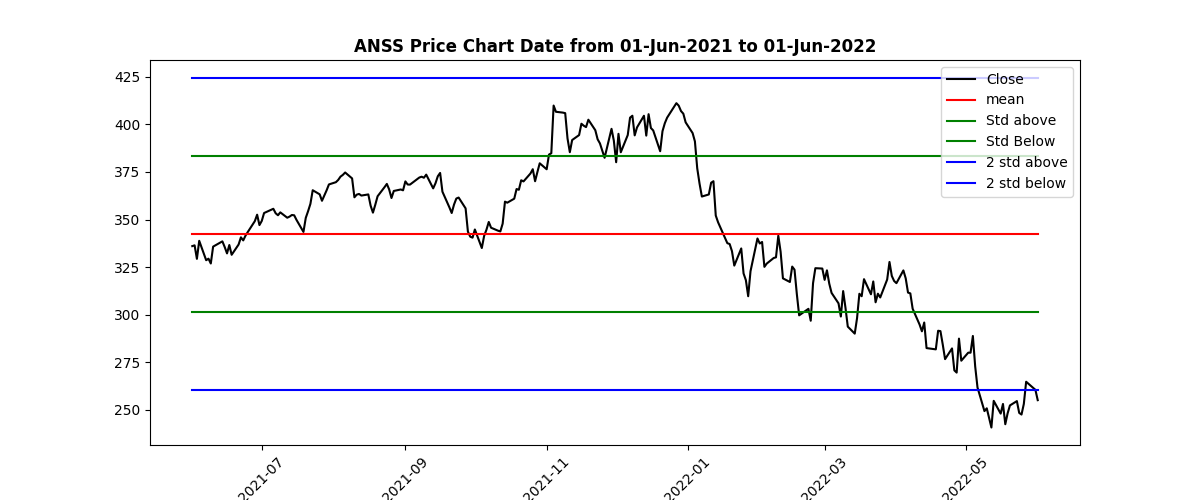 ANSS Price Chart Date from 01-Jun-2021 to 01-Jun-2022
425
400
375
350
325
300
275
250
Close
mean
Std above
Std Below
2 std above
2 std below
2021-07
2021-09
2021-11
2022-01
2022-03
2022-05